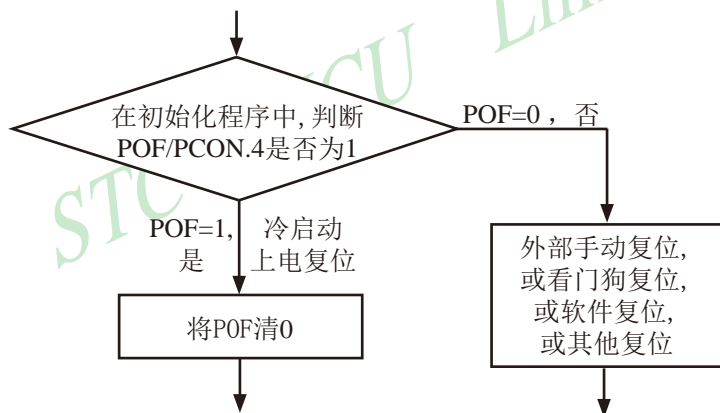 在初始化程序中,判断
POF/PCON.4是否为1
POF=0 ，否
POF=1, 冷启动
是 上电复位
将POF清0
外部手动复位,
或看门狗复位,
或软件复位,
或其他复位
STC MCU Lim